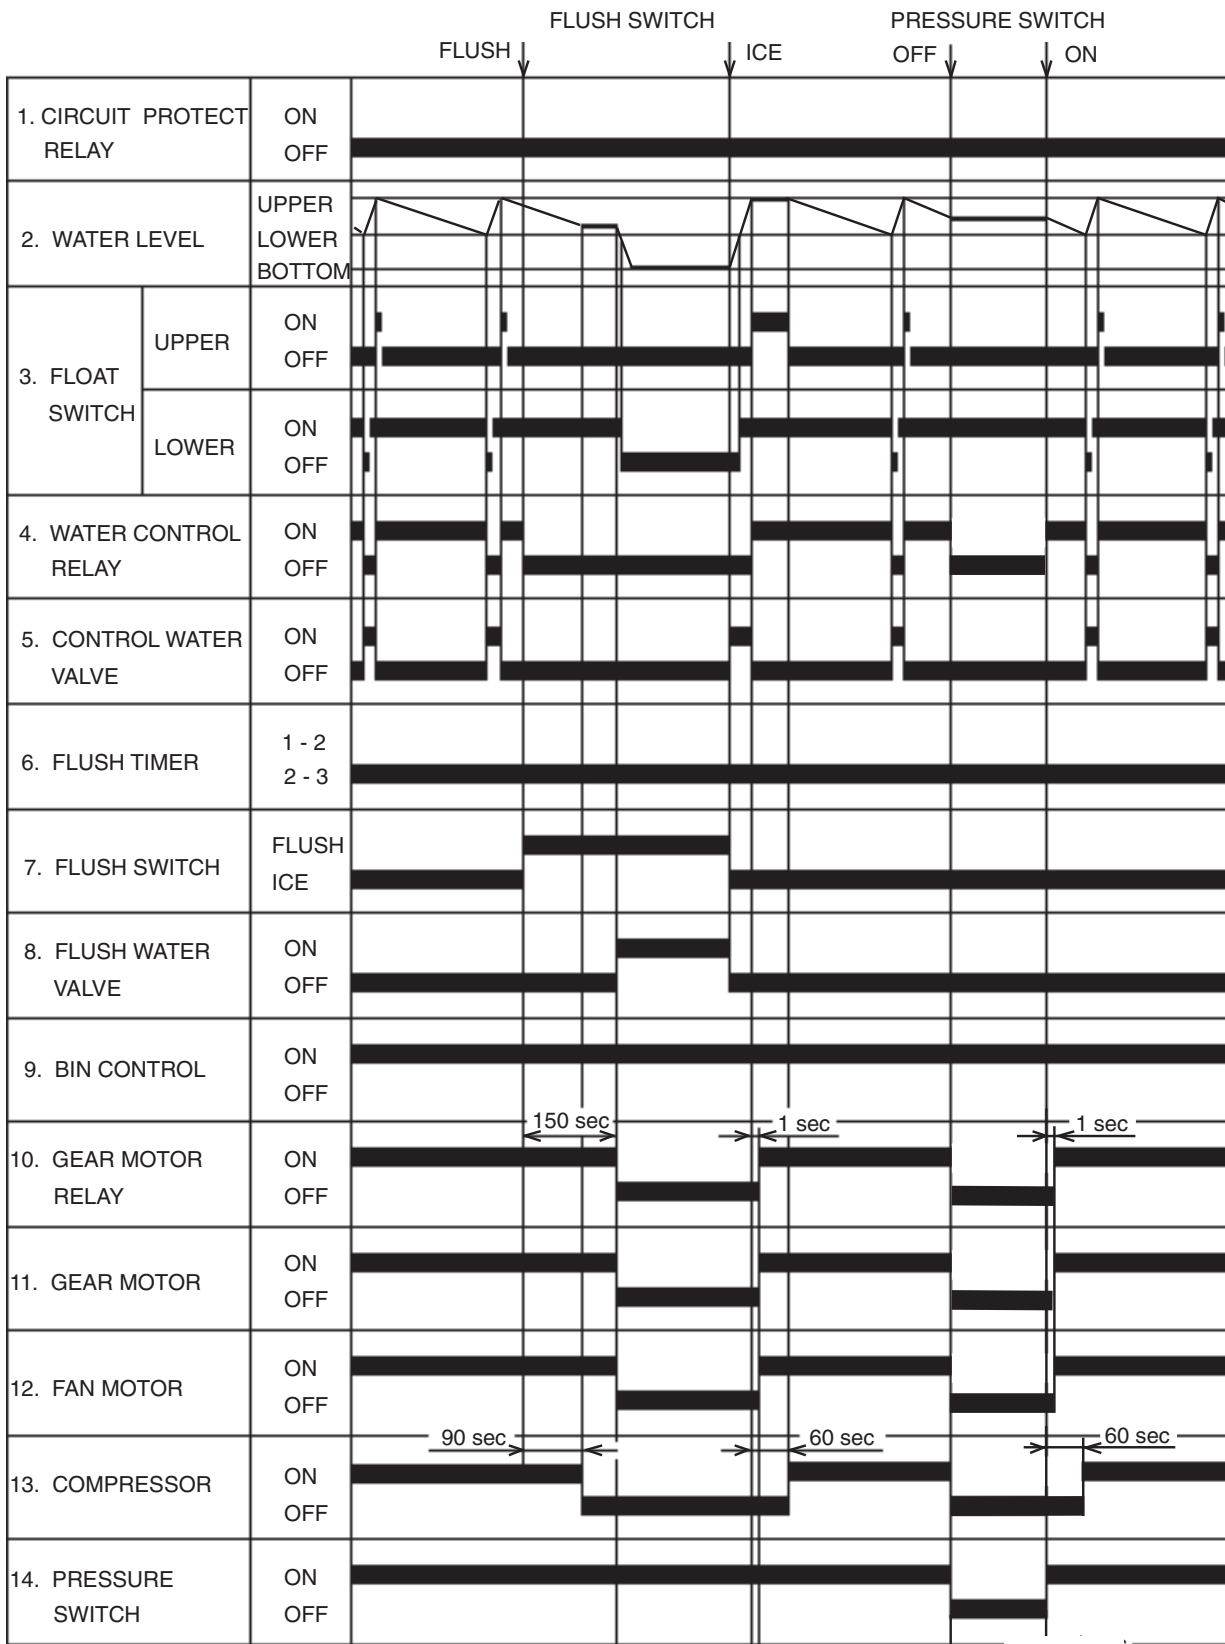 FLUSH SWITCH PRESSURE SWITCH
FLUSH ICE OFF ON
1. CIRCUIT PROTECT ON
RELAY OFF
UPPER
2. WATER LEVEL LOWER
BOTTOM
3. FLOAT
SWITCH
UPPER ON
OFF
LOWER ON
OFF
4. WATER CONTROL ON
RELAY OFF
5. CONTROL WATER ON
VALVE OFF
6. FLUSH TIMER 1 - 2
2 - 3
7. FLUSH SWITCH FLUSH
ICE
8. FLUSH WATER ON
VALVE OFF
9. BIN CONTROL ON
OFF
150 sec 1 sec 1 sec
10. GEAR MOTOR ON
RELAY OFF
11. GEAR MOTOR ON
OFF
12. FAN MOTOR ON
OFF
90 sec 60 sec 60 sec
13. COMPRESSOR ON
OFF
14. PRESSURE ON
SWITCH OFF